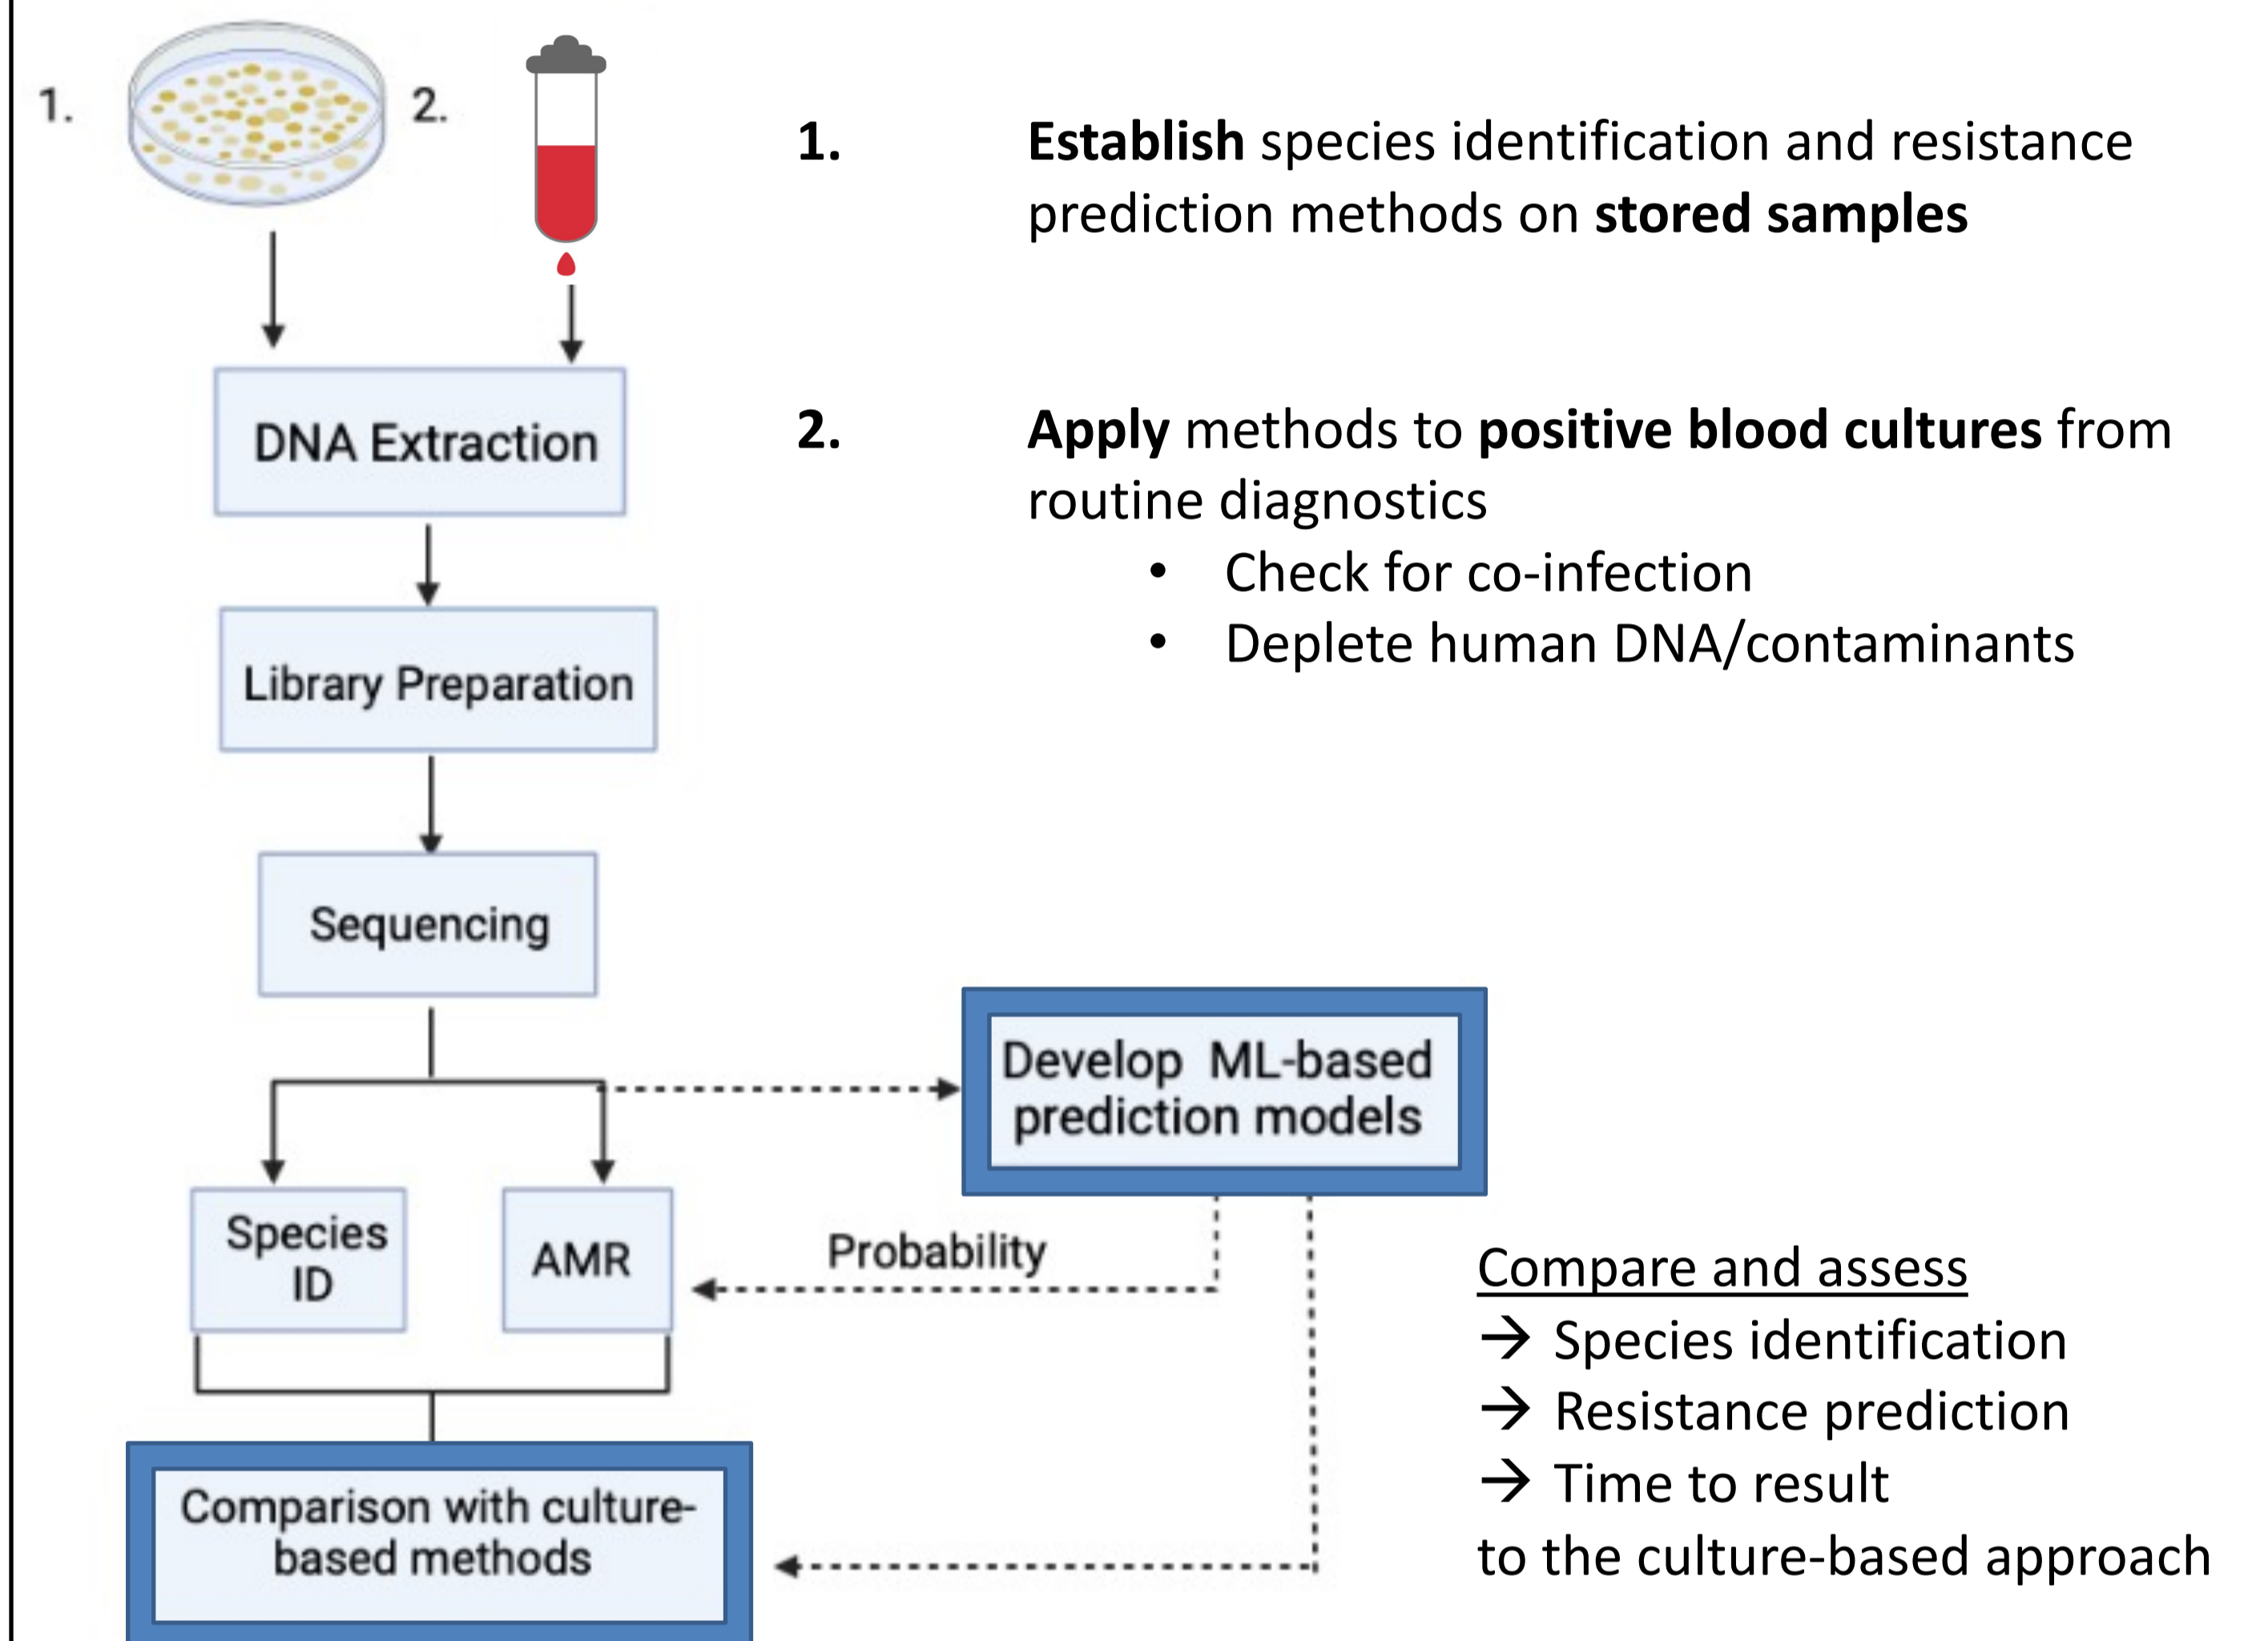 1.
2.
1. Establish species identification and resistance
prediction methods on stored samples
2. Apply methods to positive blood cultures from
routine diagnostics
• Check for co-infection
• Deplete human DNA/contaminants
DNA Extraction
Library Preparation
Sequencing
Develop ML-based
prediction models
Species
ID
AMR
Probability
Comparison with culture-
based methods
Compare and assess
→ Species identification
→ Resistance prediction
→ Time to result
to the culture-based approach